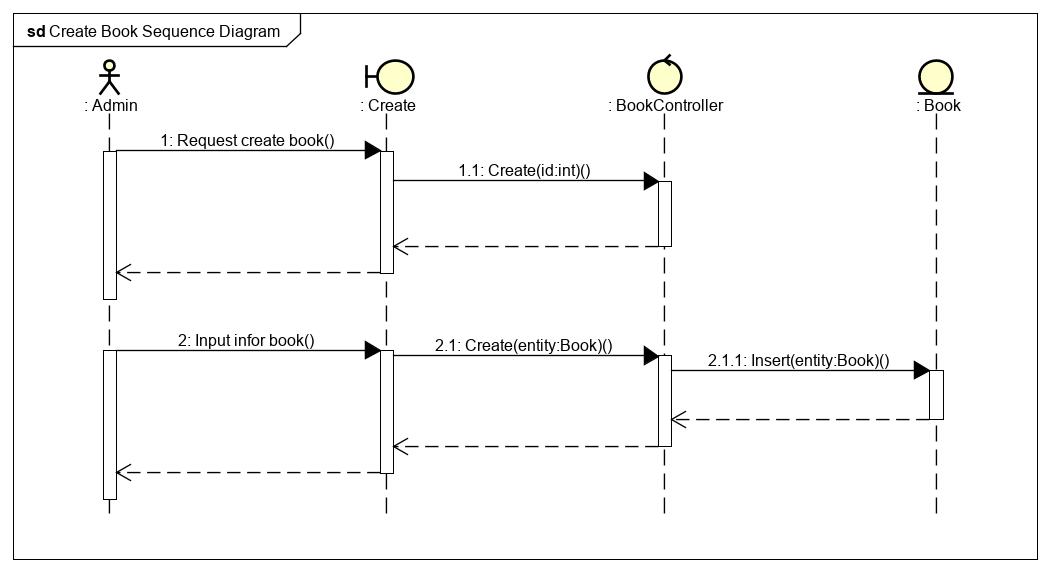 sd Create Book Sequence Diagram
: Admin
: Create
: BookController
: Book
1: Request create book()
1.1: Create(id:int)()
2: Input infor book()
2.1: Create(entity:Book)()
2.1.1: Insert(entity:Book)()